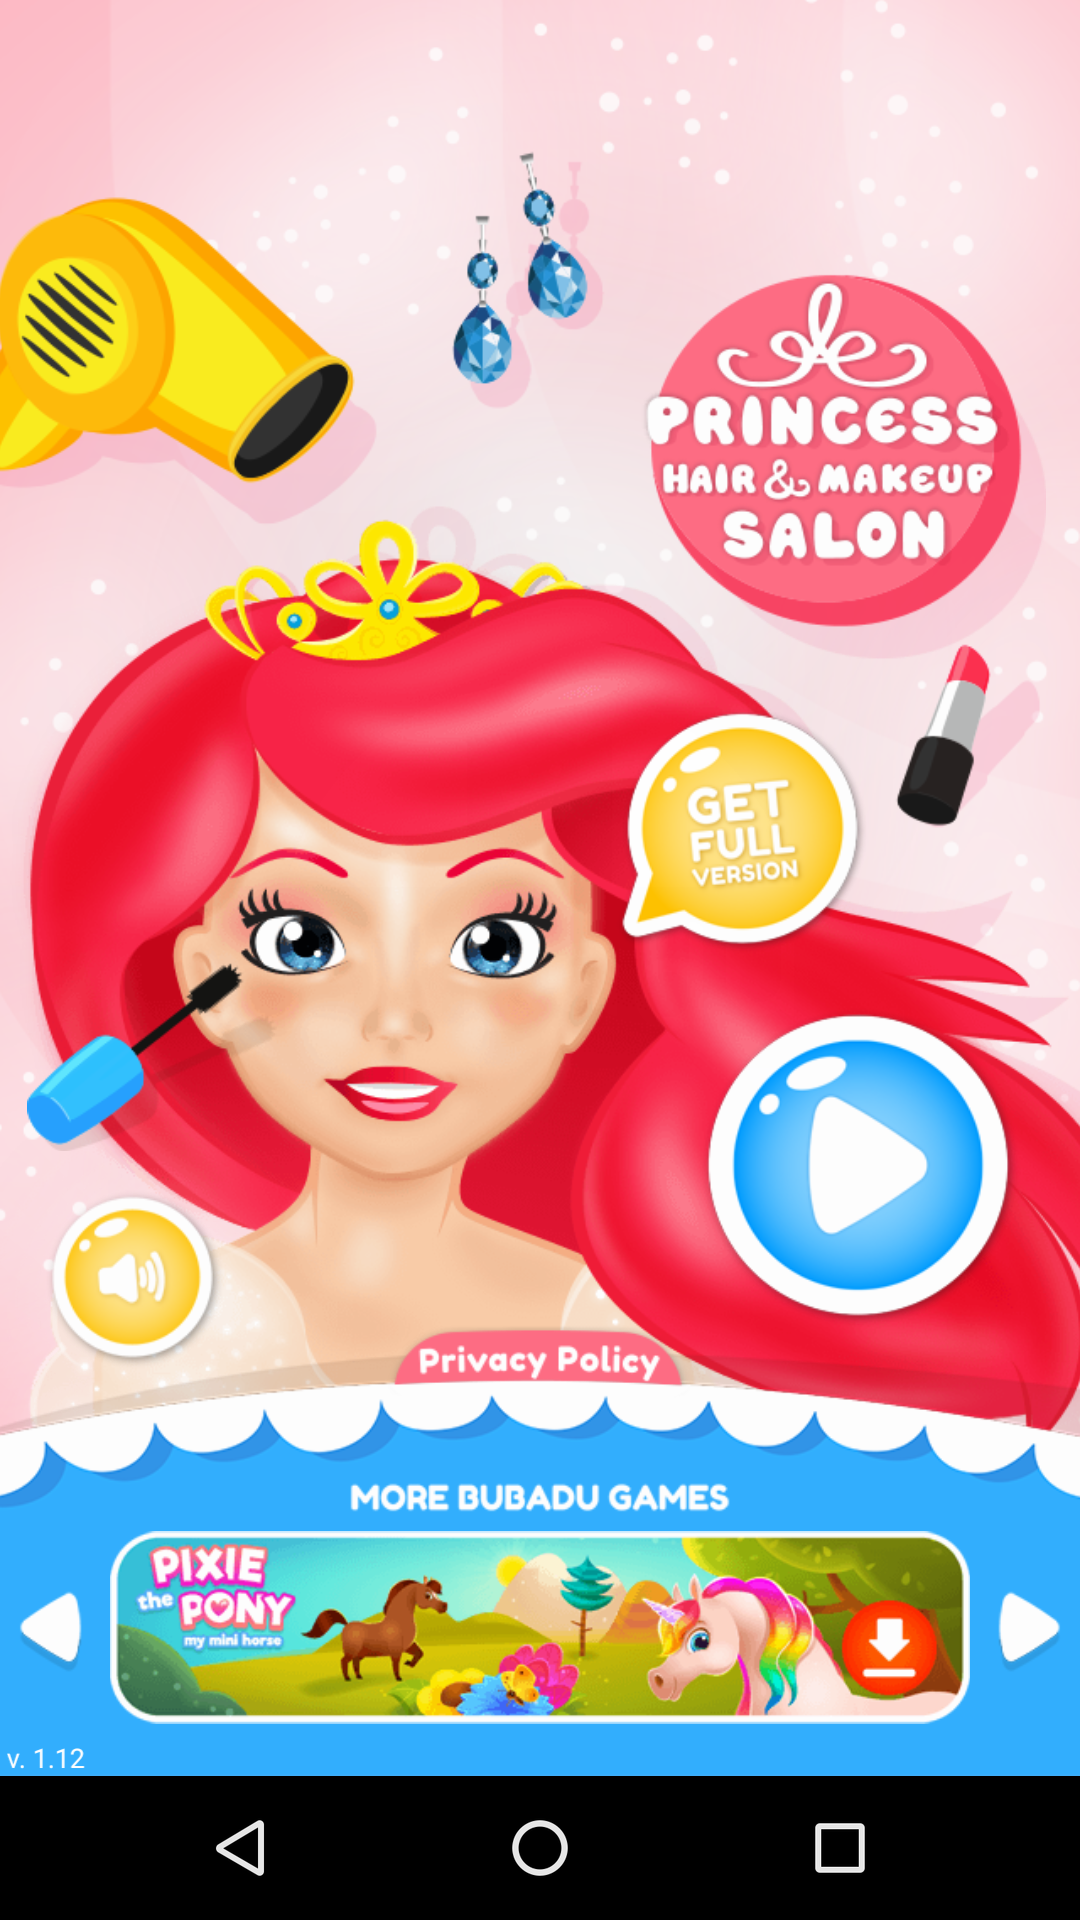 PRINCESS
HAIR & MAKEUP
SALON
GET
FULL
VERSION
Privacy Policy
MORE BUBADU GAMES
PIXIE
the PONY
my mini horse
v. 1.12